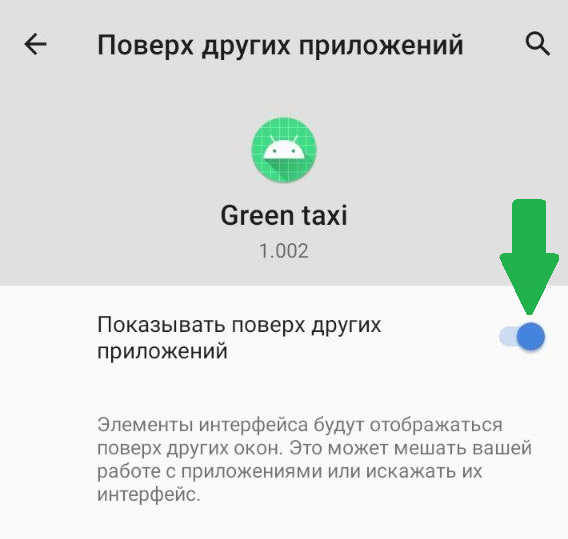 Поверх других приложений
Green taxi
1.002
Показывать поверх других
приложений
Элементы интерфейса будут отображаться
поверх других окон. Это может мешать вашей
работе с приложениями или искажать их
интерфейс.